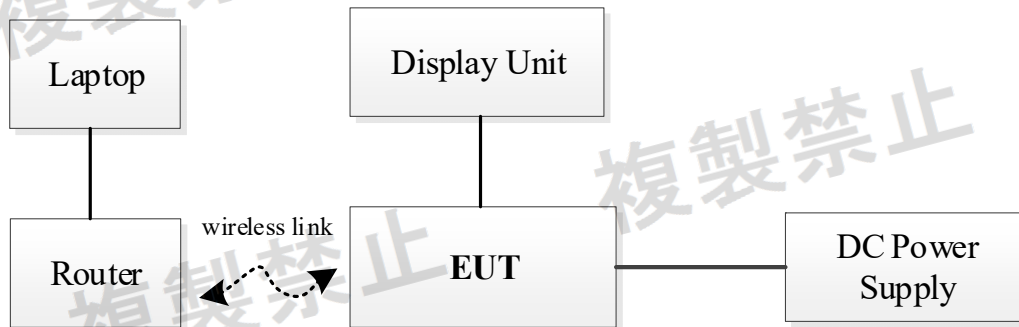 複製禁止
Laptop
Display Unit
複製禁止
wireless link
Router
EUT
DC Power
Supply
複製禁止